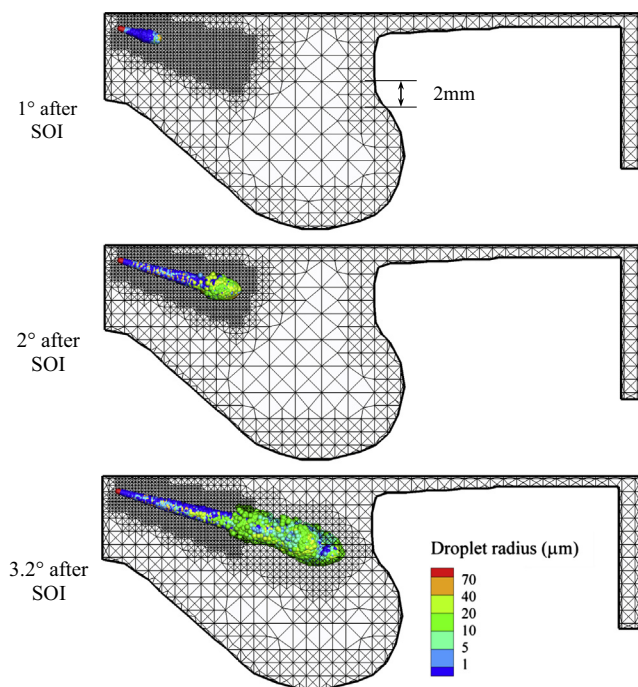 1° after
SOI
2mm
2° after
SOI
3.2° after
SOI
Droplet radius (µm)
70
40
20
10
5
1